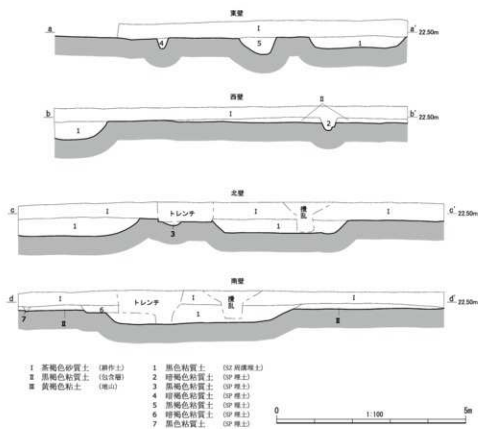 東壁
a I a' 22.50m
4 5 1
西壁
II
b I b' 22.50m
1 2
北壁
c I トレンチ I 攪乱 I c' 22.50m
1 3 1
南壁
d I トレンチ I 攪乱 I d' 22.50m
7 II 6 1 II
I 茶褐色砂質土 (耕作土)
II 黒褐色粘質土 (包含層)
III 黄褐色粘土 (地山)
1 黒色粘質土 (SZ 周溝埋土)
2 暗褐色粘質土 (SP 埋土)
3 黒褐色粘質土 (SP 埋土)
4 暗褐色粘質土 (SP 埋土)
5 黒褐色粘質土 (SP 埋土)
6 暗褐色粘質土 (SP 埋土)
7 黒色粘質土 (SP 埋土)
0 1:100 5m